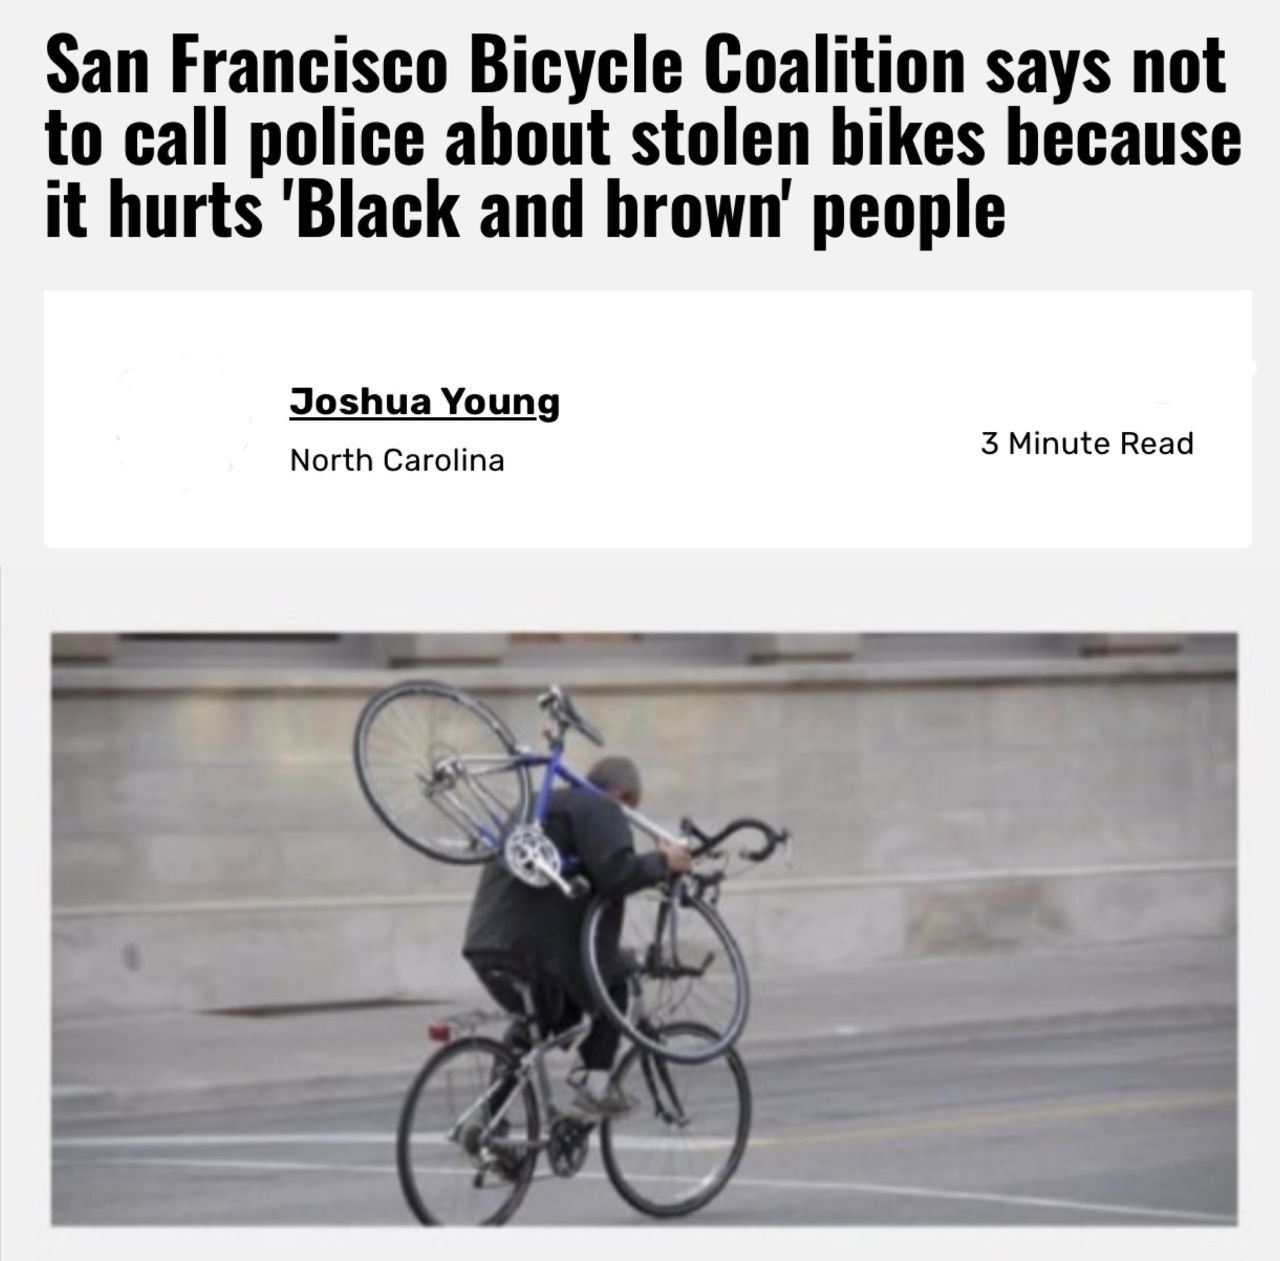 San Francisco Bicycle Coalition says not
to call police about stolen bikes because
it hurts 'Black and brown' people
Joshua Young
North Carolina
3 Minute Read